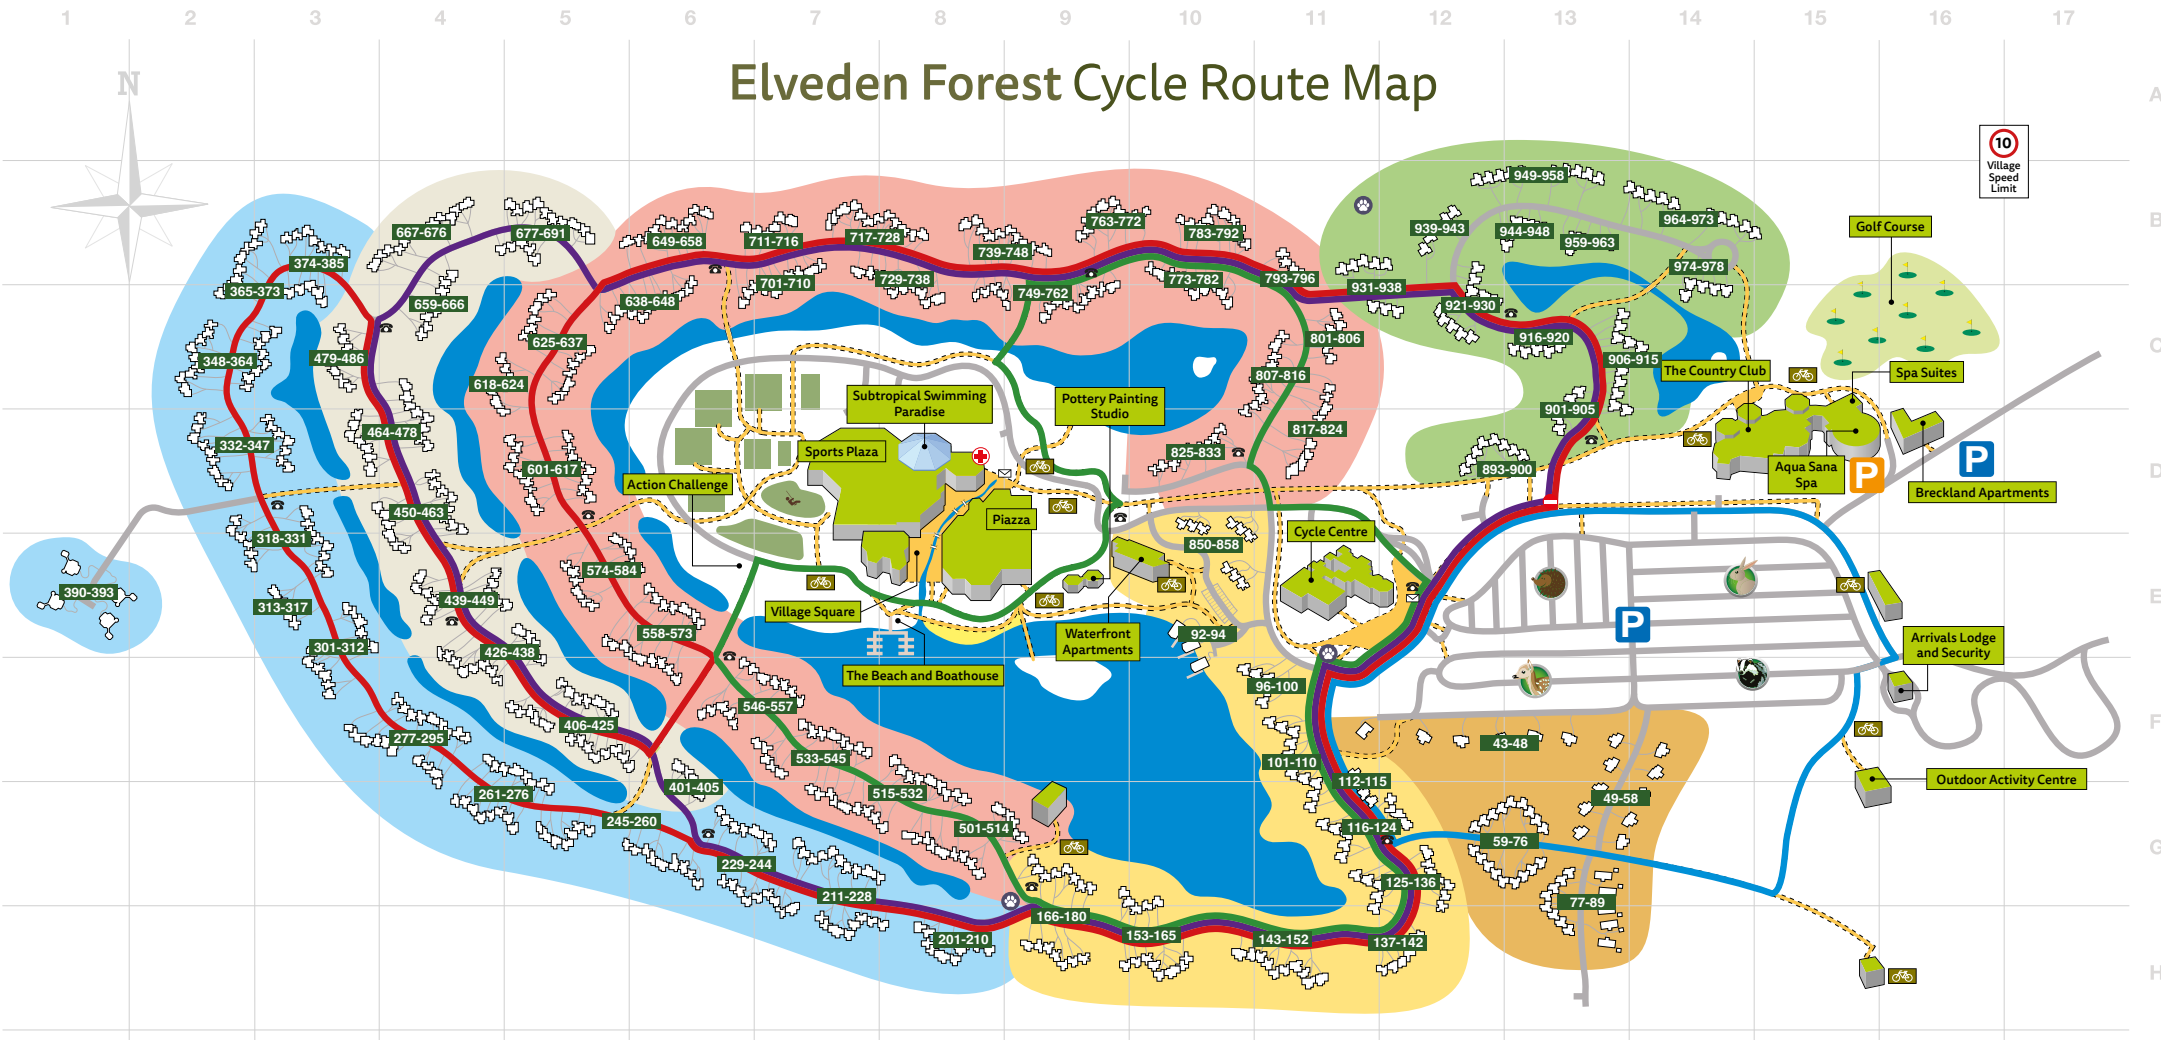 1 2 3 4 5 6 7 8 9 10 11 12 13 14 15 16 17
Elveden Forest Cycle Route Map
N
A
10
Village
Speed
Limit
949-958
667-676
677-691
649-658
711-716
717-728
739-748
763-772
783-792
939-943
944-948
959-963
964-973
B
Golf Course
374-385
365-373
659-666
638-648
701-710
729-738
749-762
773-782
793-796
931-938
921-930
974-978
348-364
479-486
625-637
618-624
801-806
807-816
916-920
906-915
C
The Country Club
Spa Suites
332-347
464-478
601-617
Subtropical Swimming
Paradise
Pottery Painting
Studio
Sports Plaza
817-824
825-833
901-905
893-900
Aqua Sana
Spa
P
P
D
Breckland Apartments
Action Challenge
450-463
318-331
Piazza
Cycle Centre
850-858
574-584
390-393
313-317
439-449
Village Square
E
P
301-312
426-438
558-573
Waterfront
Apartments
92-94
Arrivals Lodge
and Security
The Beach and Boathouse
96-100
546-557
406-425
277-295
533-545
101-110
43-48
F
112-115
Outdoor Activity Centre
261-276
401-405
515-532
49-58
245-260
501-514
116-124
59-76
G
229-244
211-228
125-136
77-89
166-180
201-210
153-165
143-152
137-142
H